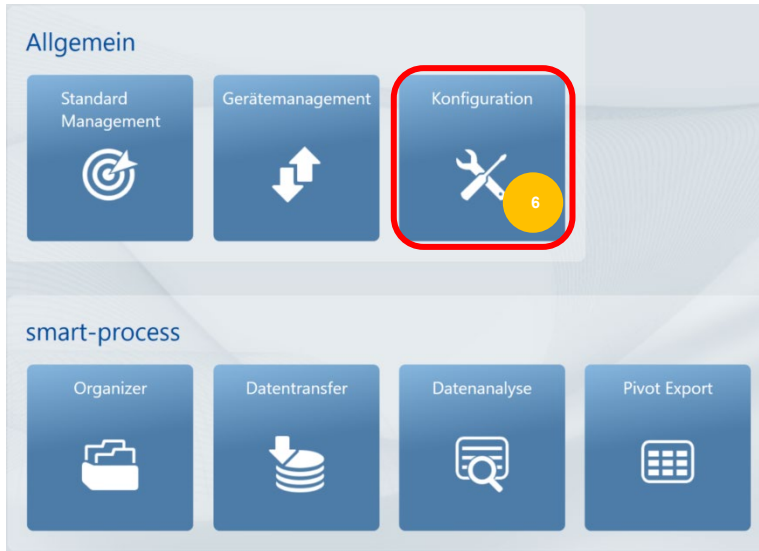 Allgemein
Standard
Management
Gerätemanagement
Konfiguration
6
smart-process
Organizer
Datentransfer
Datenanalyse
Pivot Export